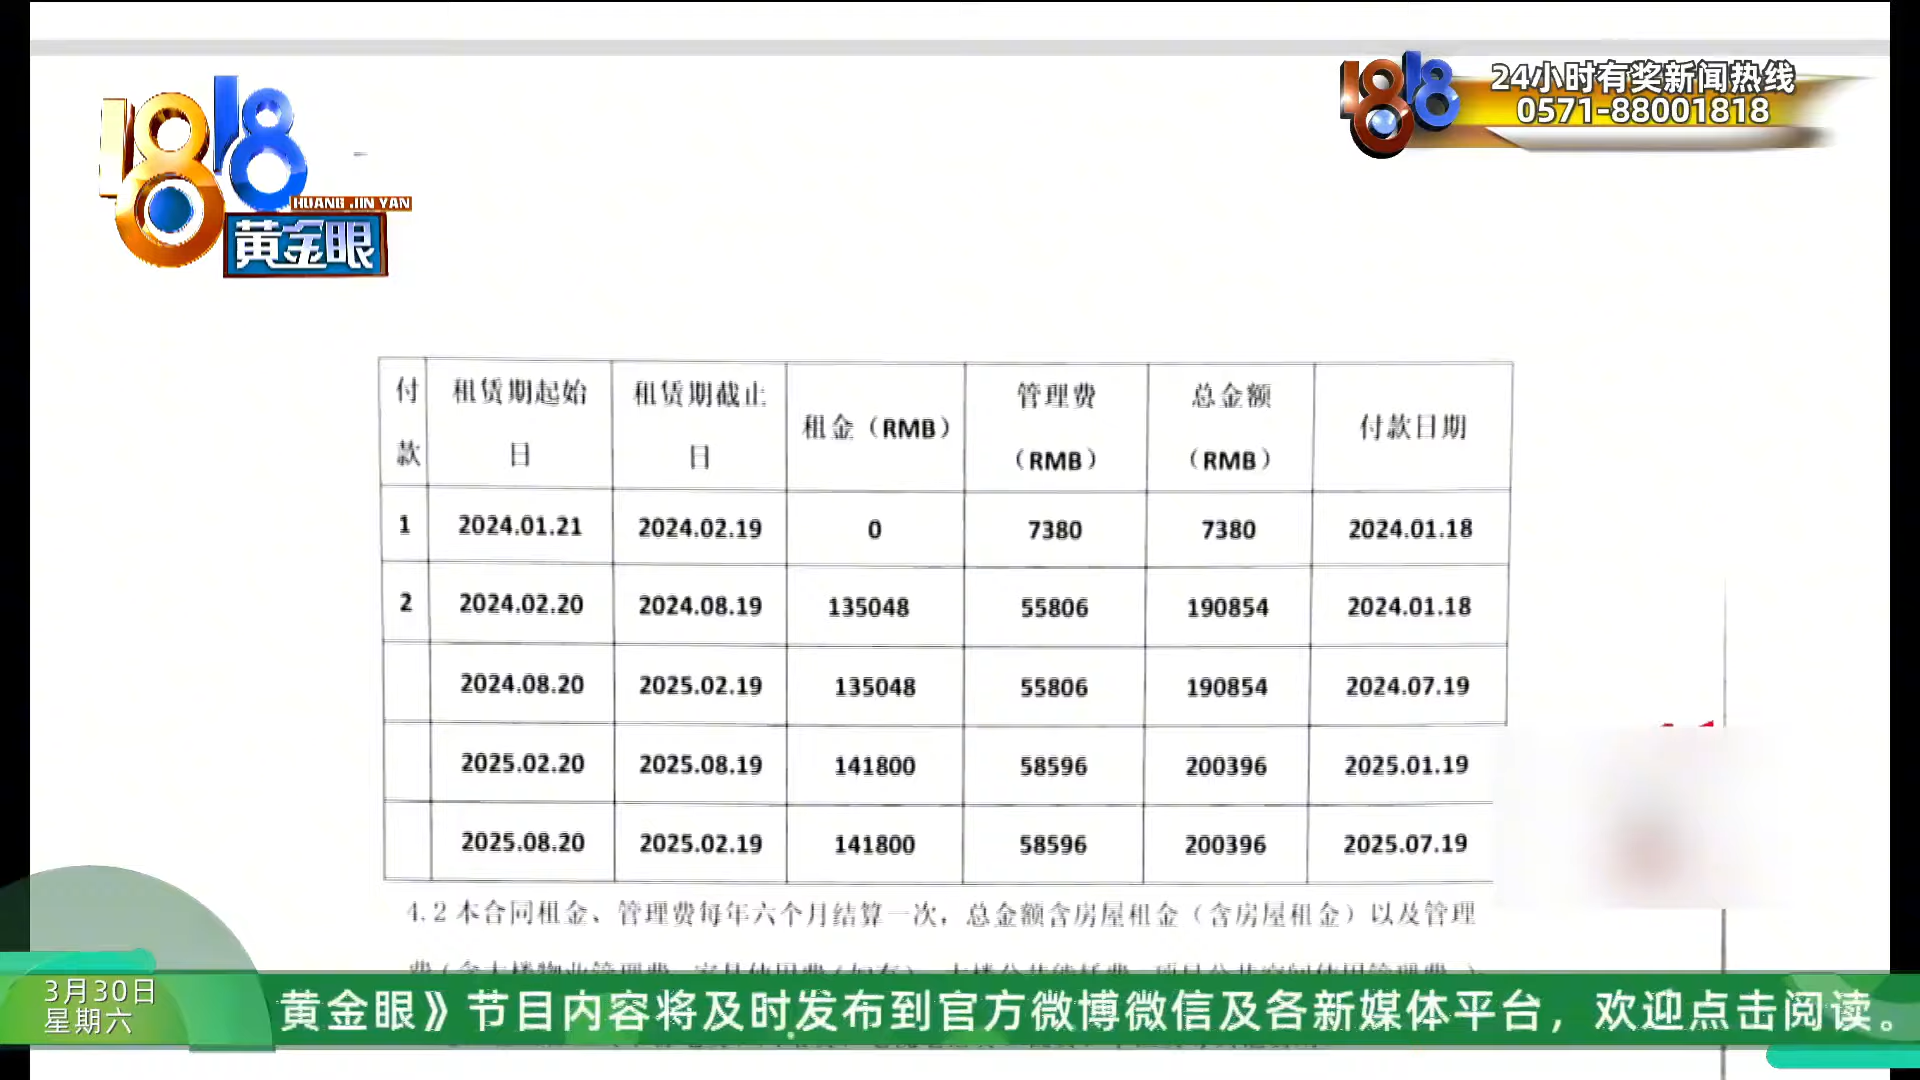 1818
HUANG JIN YAN
黄金眼
1818
24小时有奖新闻热线
0571-88001818
付款 租赁期起始日 租赁期截止日 租金（RMB） 管理费（RMB） 总金额（RMB） 付款日期
1 2024.01.21 2024.02.19 0 7380 7380 2024.01.18
2 2024.02.20 2024.08.19 135048 55806 190854 2024.01.18
2024.08.20 2025.02.19 135048 55806 190854 2024.07.19
2025.02.20 2025.08.19 141800 58596 200396 2025.01.19
2025.08.20 2025.02.19 141800 58596 200396 2025.07.19
4.2 本合同租金、管理费每年六个月结算一次，总金额含房屋租金（含房屋租金）以及管理
3月30日
星期六
黄金眼》节目内容将及时发布到官方微博微信及各新媒体平台，欢迎点击阅读。